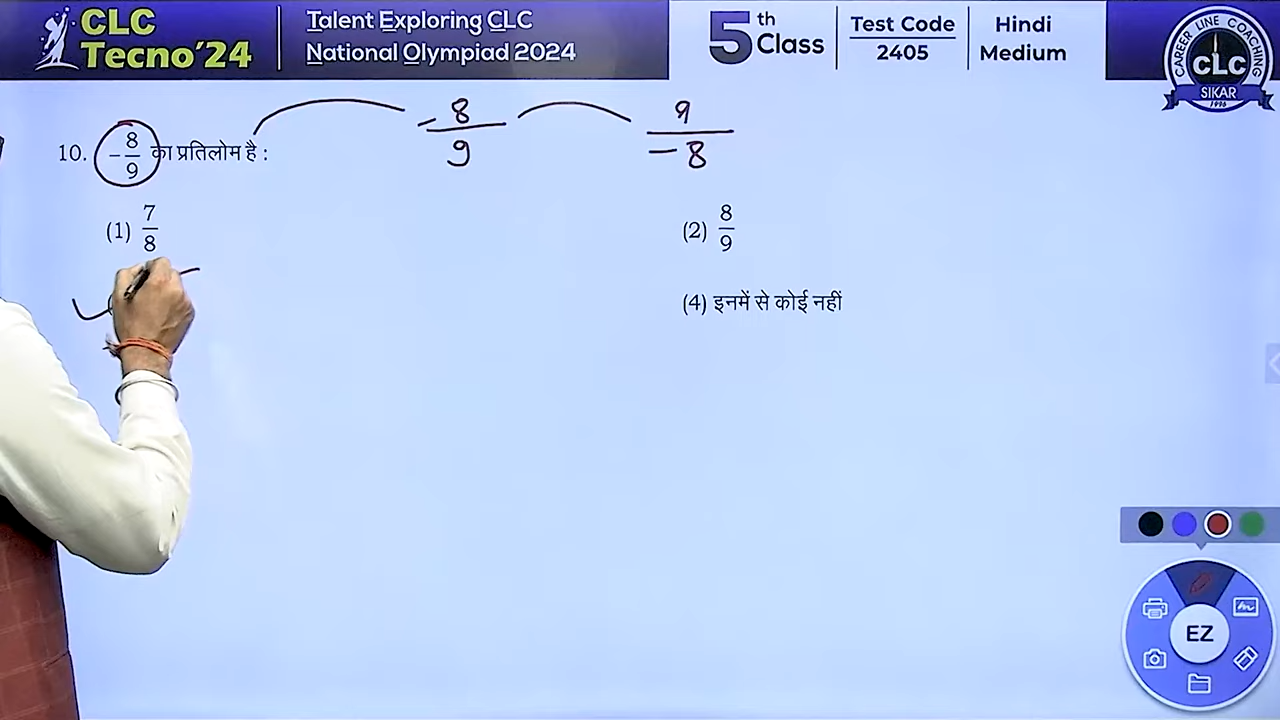 CLC
Tecno'24
Talent Exploring CLC
National Olympiad 2024
5th Class
Test Code
2405
Hindi
Medium
CAREER LINE COACHING
CLC
SIKAR
1996
10. -8/9 का प्रतिलोम है :
-8/9
9/-8
(1) 7/8
(2) 8/9
(4) इनमें से कोई नहीं
EZ